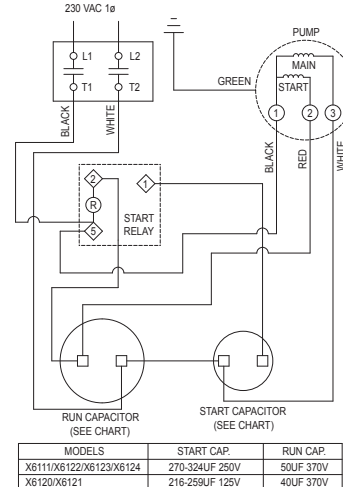 230 VAC 1ø
L1
L2
T1
T2
BLACK
WHITE
GREEN
PUMP
MAIN
START
1
2
3
BLACK
RED
WHITE
2
1
R
5
START
RELAY
RUN CAPACITOR
(SEE CHART)
START CAPACITOR
(SEE CHART)
MODELS START CAP. RUN CAP.
X6111/X6122/X6123/X6124 270-324UF 250V 50UF 370V
X6120/X6121 216-259UF 125V 40UF 370V